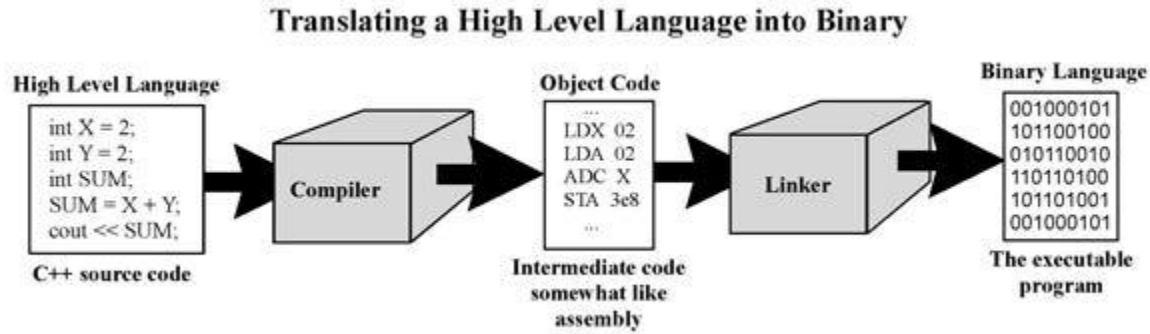 Translating a High Level Language into Binary
High Level Language
int X = 2;
int Y = 2;
int SUM;
SUM = X + Y;
cout << SUM;
C++ source code
Compiler
Object Code
...
LDX 02
LDA 02
ADC X
STA 3e8
...
Intermediate code
somewhat like
assembly
Linker
Binary Language
001000101
101100100
010110010
110110100
101101001
001000101
The executable
program